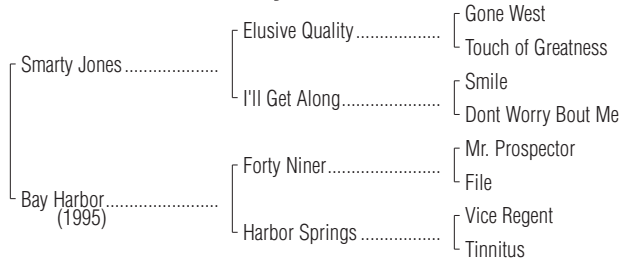 Gone West
Elusive Quality..................
Touch of Greatness
Smarty Jones....................
Smile
I'll Get Along.....................
Dont Worry Bout Me
Mr. Prospector
Forty Niner........................
File
Bay Harbor........................
(1995)
Vice Regent
Harbor Springs .................
Tinnitus